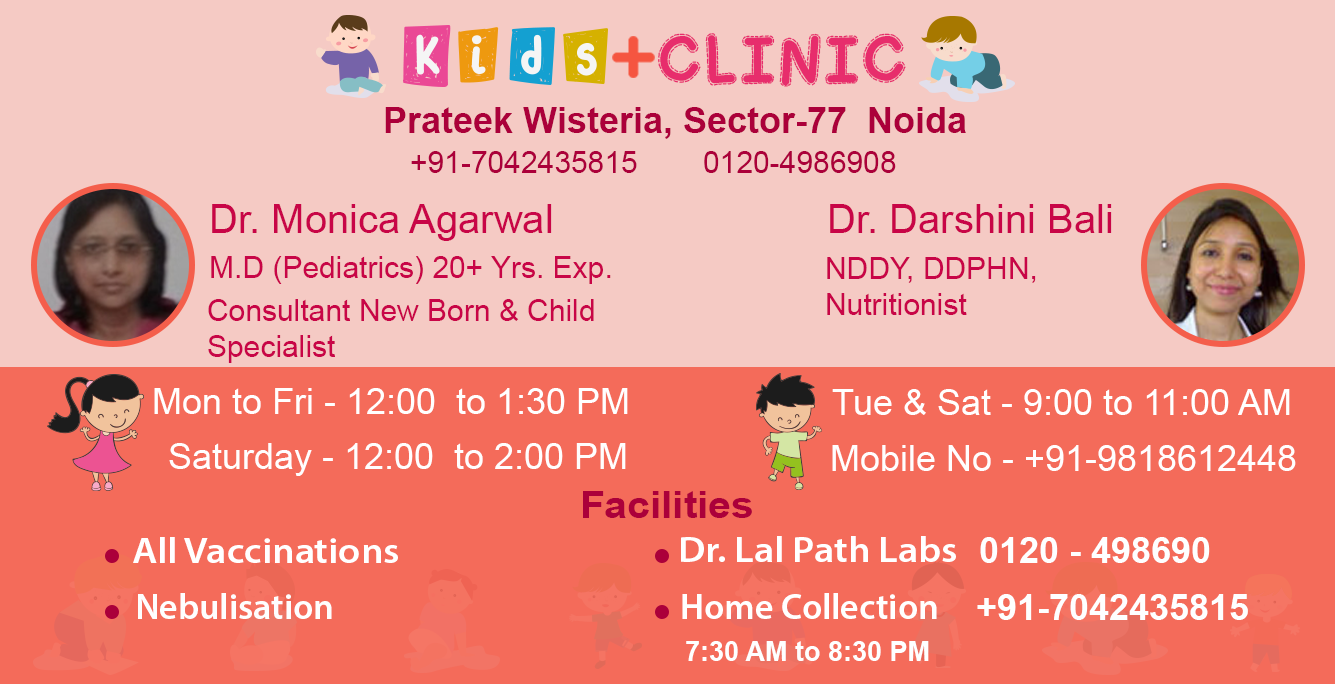 Kids+CLINIC
Prateek Wisteria, Sector-77 Noida
+91-7042435815 0120-4986908
Dr. Monica Agarwal
M.D (Pediatrics) 20+ Yrs. Exp.
Consultant New Born & Child
Specialist
Dr. Darshini Bali
NDDY, DDPHN,
Nutritionist
Mon to Fri - 12:00 to 1:30 PM
Saturday - 12:00 to 2:00 PM
Tue & Sat - 9:00 to 11:00 AM
Mobile No - +91-9818612448
Facilities
All Vaccinations
Nebulisation
Dr. Lal Path Labs 0120 - 498690
Home Collection +91-7042435815
7:30 AM to 8:30 PM